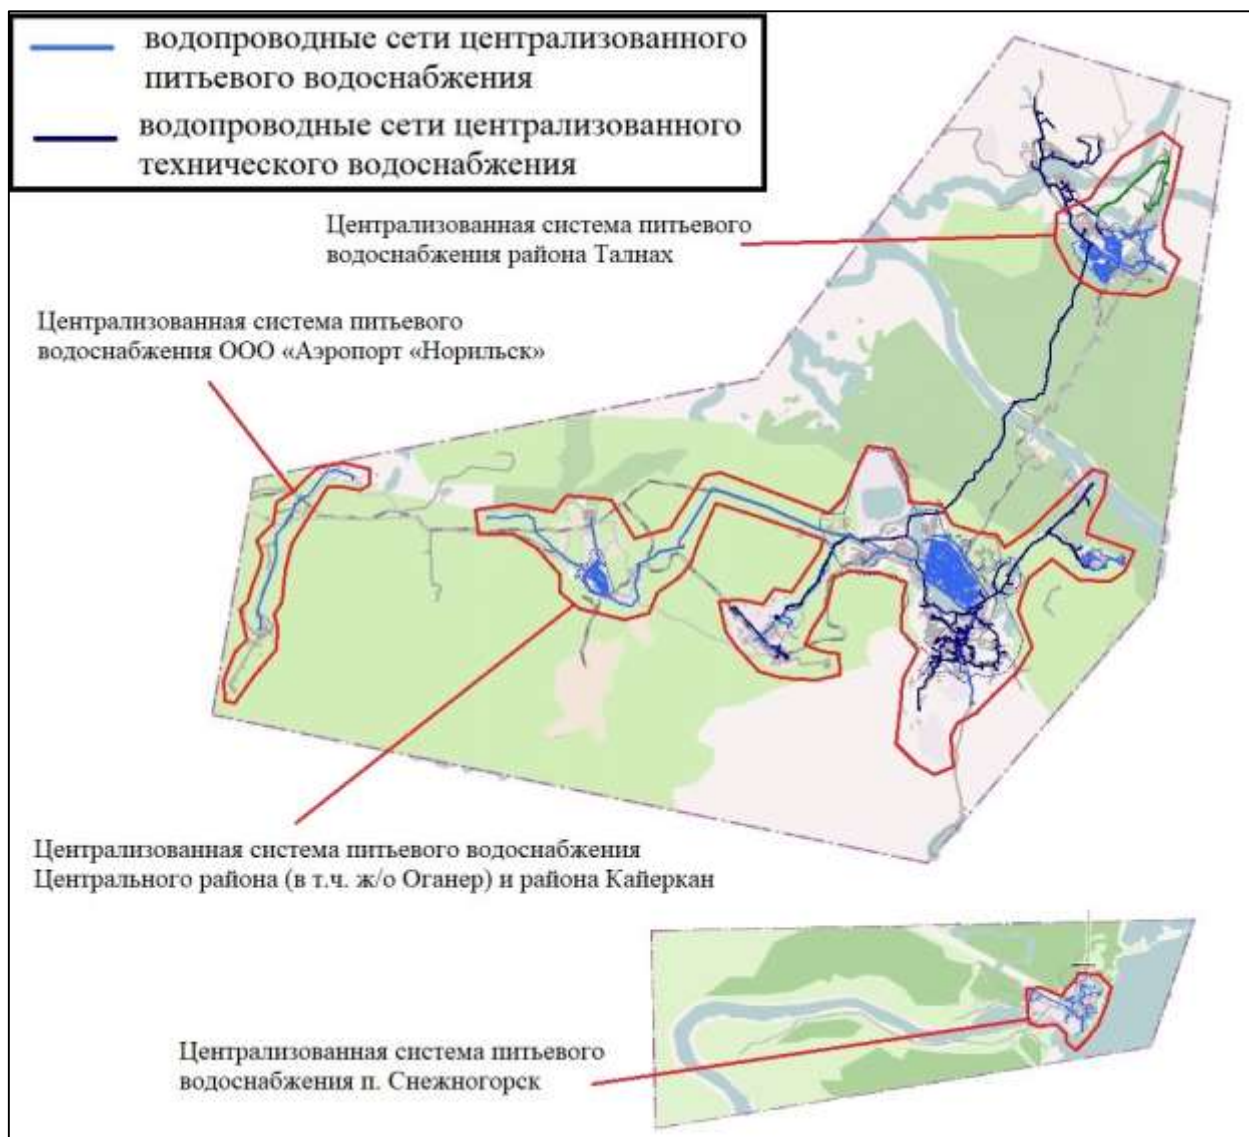 водопроводные сети централизованного
питьевого водоснабжения
водопроводные сети централизованного
технического водоснабжения
Централизованная система питьевого
водоснабжения района Талнах
Централизованная система питьевого
водоснабжения ООО «Аэропорт «Норильск»
Централизованная система питьевого водоснабжения
Центрального района (в т.ч. ж/о Оганер) и района Кайеркан
Централизованная система питьевого
водоснабжения п. Снежногорск